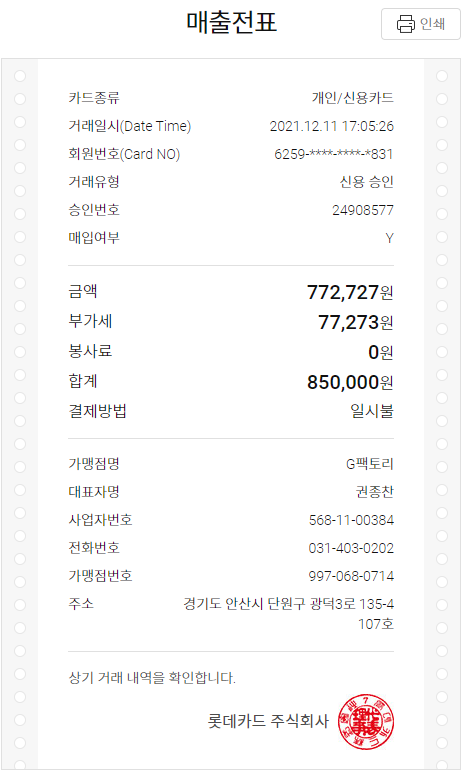 매출전표
인쇄
카드종류 개인/신용카드
거래일시(Date Time) 2021.12.11 17:05:26
회원번호(Card NO) 6259-****-****-*831
거래유형 신용 승인
승인번호 24908577
매입여부 Y
금액 772,727원
부가세 77,273원
봉사료 0원
합계 850,000원
결제방법 일시불
가맹점명 G팩토리
대표자명 권종찬
사업자번호 568-11-00384
전화번호 031-403-0202
가맹점번호 997-068-0714
주소 경기도 안산시 단원구 광덕3로 135-4
107호
상기 거래 내역을 확인합니다.
롯데카드 주식회사